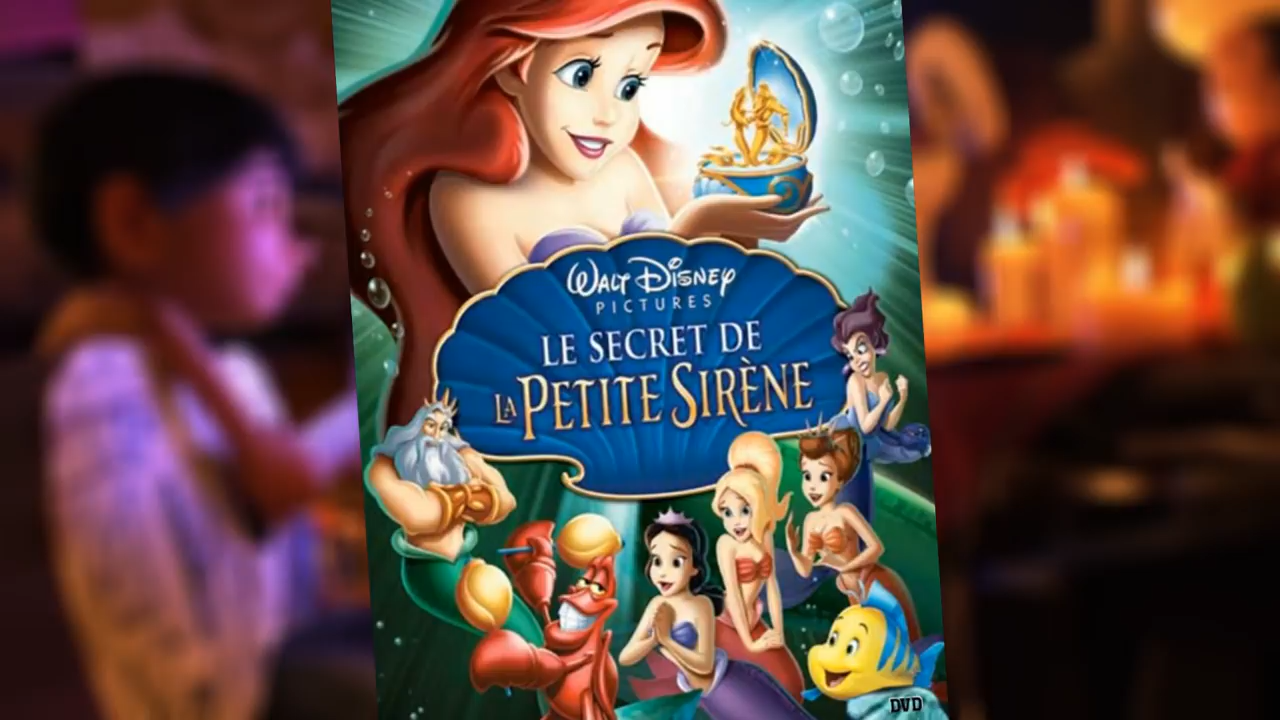 WALT DISNEY
PICTURES
LE SECRET DE
LA PETITE SIRÈNE
DVD